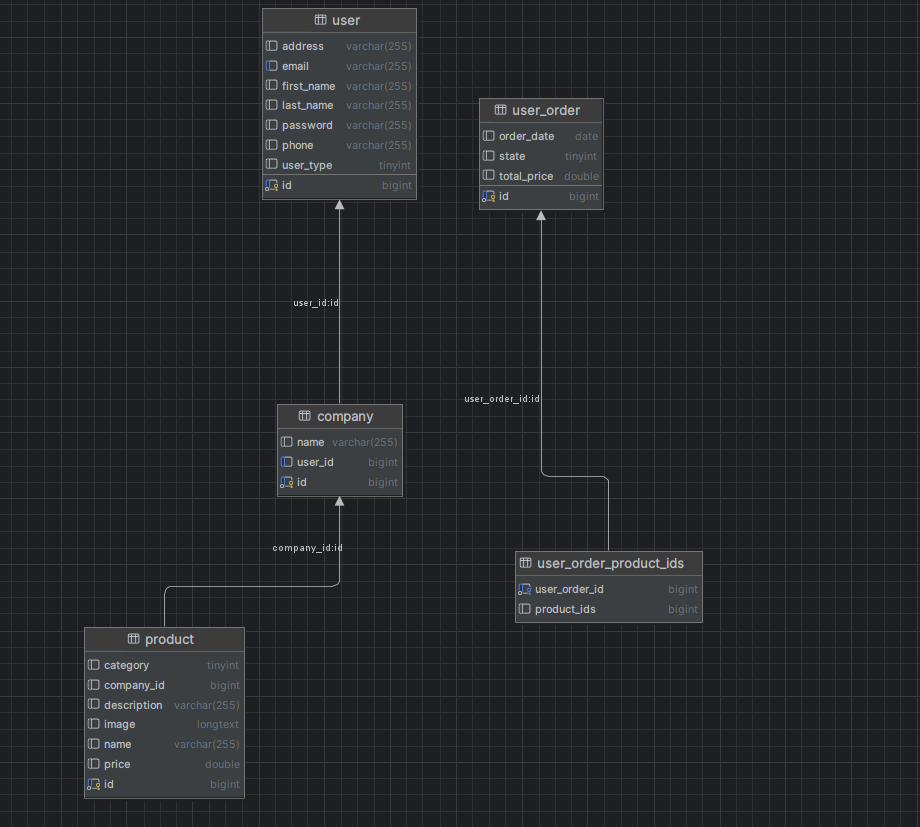 user
address varchar(255)
email varchar(255)
first_name varchar(255)
last_name varchar(255)
password varchar(255)
phone varchar(255)
user_type tinyint
id bigint
user_order
order_date date
state tinyint
total_price double
id bigint
user_id:id
user_order_id:id
company
name varchar(255)
user_id bigint
id bigint
company_id:id
user_order_product_ids
user_order_id bigint
product_ids bigint
product
category tinyint
company_id bigint
description varchar(255)
image longtext
name varchar(255)
price double
id bigint